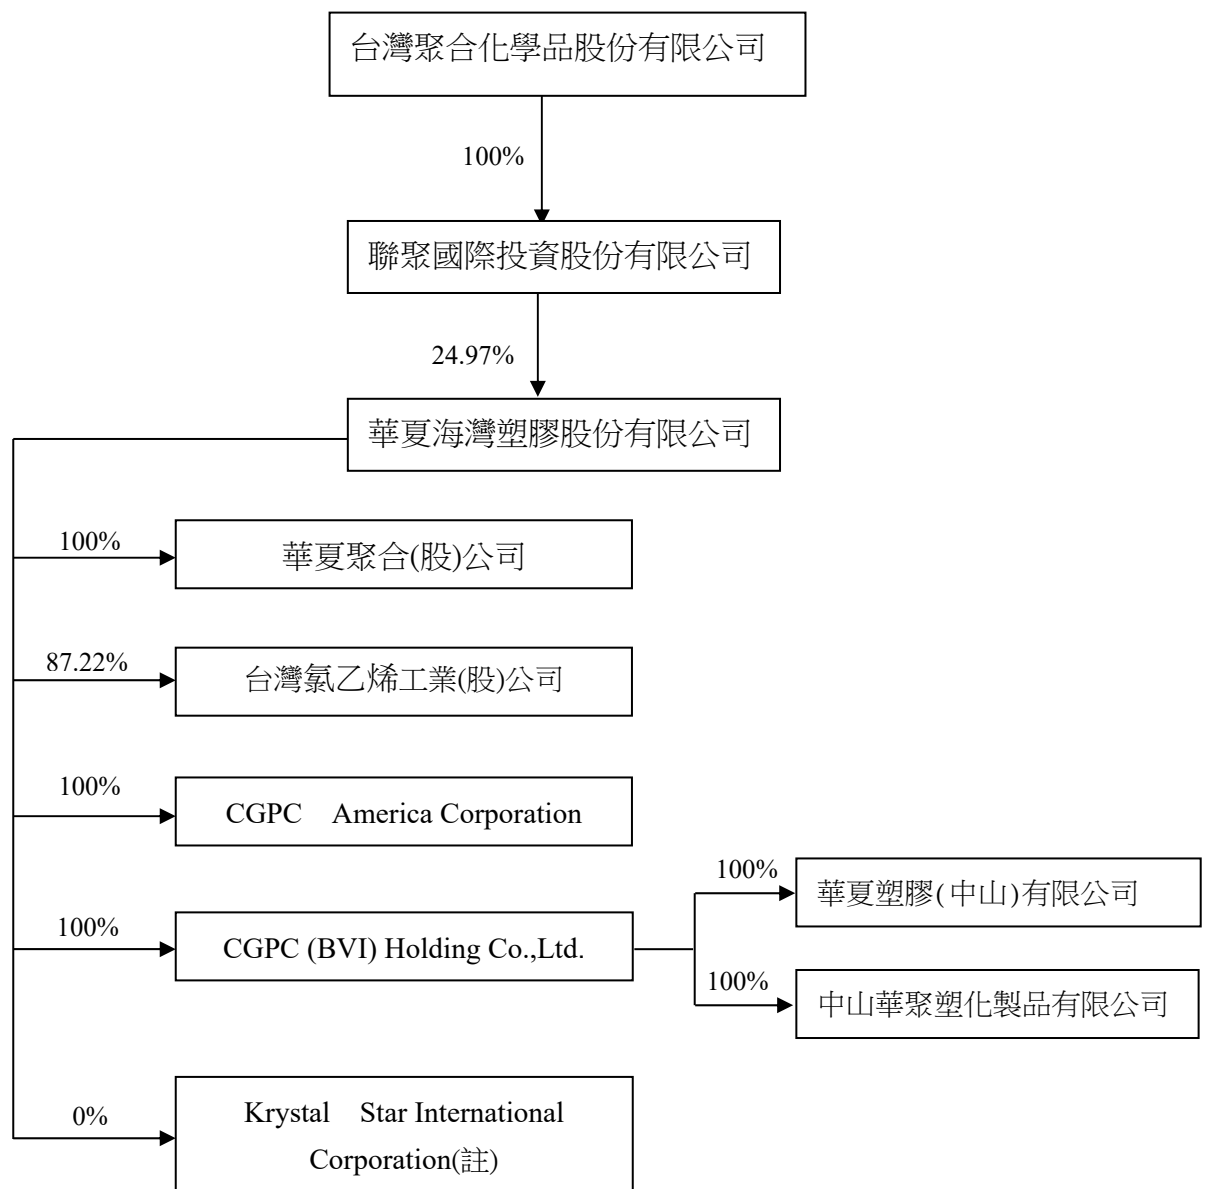 台灣聚合化學品股份有限公司
100%
聯聚國際投資股份有限公司
24.97%
華夏海灣塑膠股份有限公司
100%
華夏聚合(股)公司
87.22%
台灣氯乙烯工業(股)公司
100%
CGPC America Corporation
100%
CGPC (BVI) Holding Co.,Ltd.
100%
華夏塑膠(中山)有限公司
100%
中山華聚塑化製品有限公司
0%
Krystal Star International
Corporation(註)